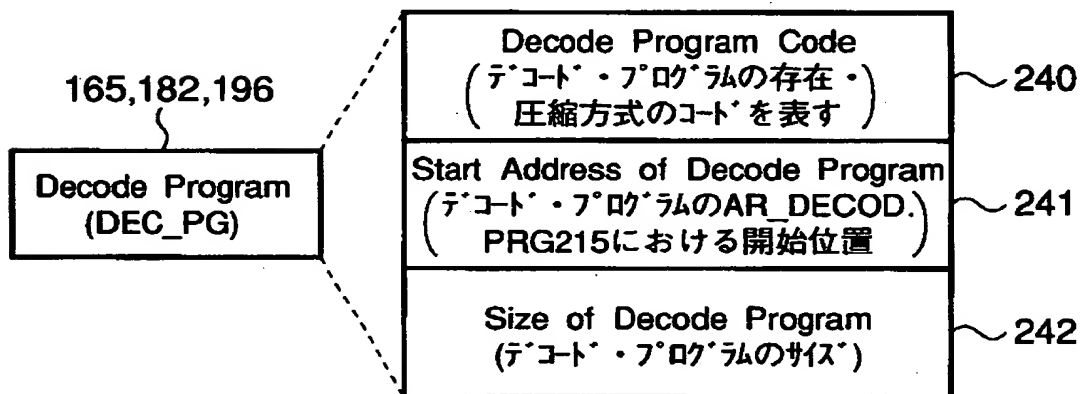 165,182,196
Decode Program
(DEC_PG)
Decode Program Code
(ﾃﾞｺｰﾄﾞ・ﾌﾟﾛｸﾞﾗﾑの存在・
圧縮方式のｺｰﾄﾞを表す)
240
Start Address of Decode Program
(ﾃﾞｺｰﾄﾞ・ﾌﾟﾛｸﾞﾗﾑのAR_DECOD.
PRG215における開始位置)
241
Size of Decode Program
(ﾃﾞｺｰﾄﾞ・ﾌﾟﾛｸﾞﾗﾑのｻｲｽﾞ)
242